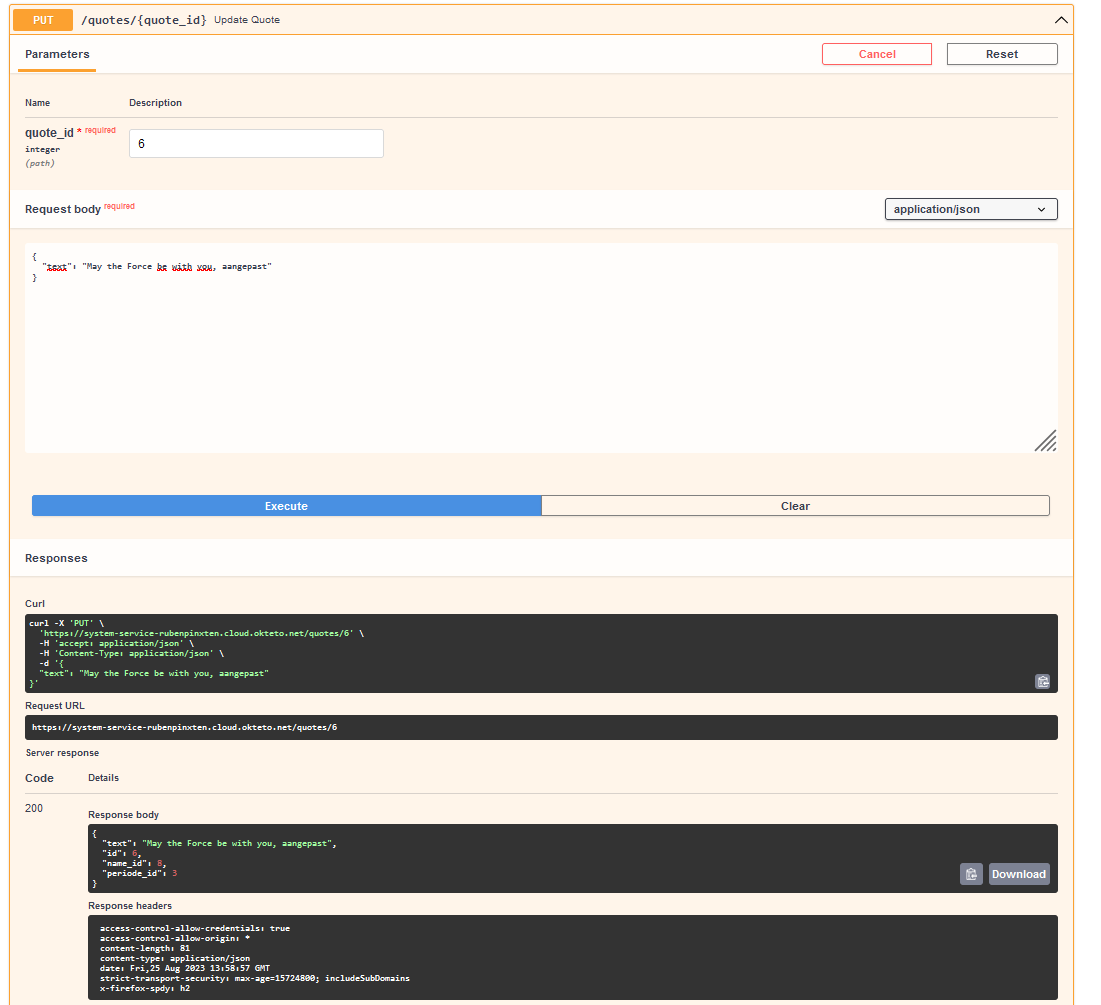 PUT /quotes/{quote_id} Update Quote
Parameters Cancel Reset
Name Description
quote_id * required
integer
(path)
6
Request body required application/json
{
  "text": "May the Force be with you, aangepast"
}
Execute Clear
Responses
Curl
curl -X 'PUT' \
  'https://system-service-rubenpinxten.cloud.okteto.net/quotes/6' \
  -H 'accept: application/json' \
  -H 'Content-Type: application/json' \
  -d '{
  "text": "May the Force be with you, aangepast"
}'
Request URL
https://system-service-rubenpinxten.cloud.okteto.net/quotes/6
Server response
Code Details
200
Response body
{
  "text": "May the Force be with you, aangepast",
  "id": 6,
  "name_id": 8,
  "periode_id": 3
}
Download
Response headers
access-control-allow-credentials: true
access-control-allow-origin: *
content-length: 81
content-type: application/json
date: Fri,25 Aug 2023 13:58:57 GMT
strict-transport-security: max-age=15724800; includeSubDomains
x-firefox-spdy: h2